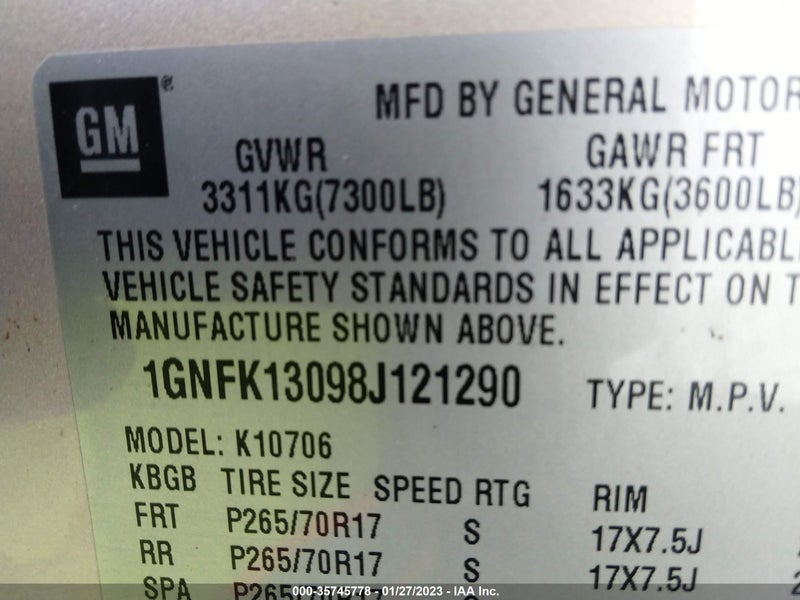 GM®
MFD BY GENERAL MOTOR
GVWR GAWR FRT
3311KG(7300LB) 1633KG(3600LB)
THIS VEHICLE CONFORMS TO ALL APPLICABL
VEHICLE SAFETY STANDARDS IN EFFECT ON T
MANUFACTURE SHOWN ABOVE.
1GNFK13098J121290 TYPE: M.P.V.
MODEL: K10706
KBGB TIRE SIZE SPEED RTG RIM
FRT P265/70R17 S 17X7.5J
RR P265/70R17 S 17X7.5J
SPA P265/70R17
000-35745778 - 01/27/2023 - IAA Inc.